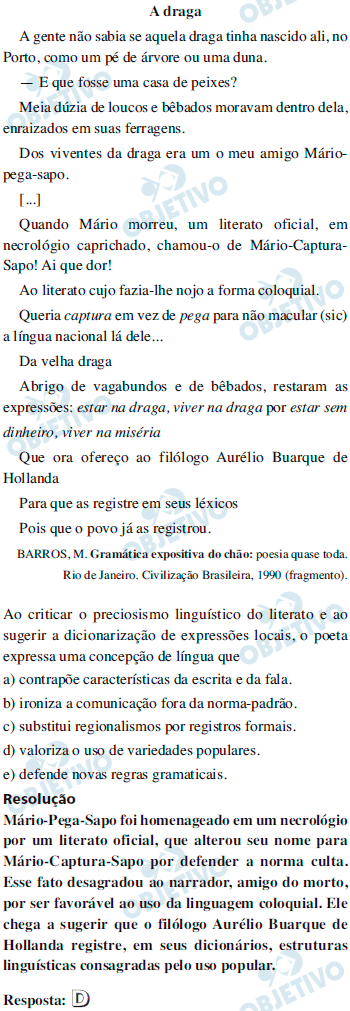 A draga
A gente não sabia se aquela draga tinha nascido ali, no
Porto, como um pé de árvore ou uma duna.
— E que fosse uma casa de peixes?
Meia dúzia de loucos e bêbados moravam dentro dela,
enraizados em suas ferragens.
Dos viventes da draga era um o meu amigo Mário-
pega-sapo.
[...]
Quando Mário morreu, um literato oficial, em
necrológio caprichado, chamou-o de Mário-Captura-
Sapo! Ai que dor!
Ao literato cujo fazia-lhe nojo a forma coloquial.
Queria captura em vez de pega para não macular (sic)
a língua nacional lá dele...
Da velha draga
Abrigo de vagabundos e de bêbados, restaram as
expressões: estar na draga, viver na draga por estar sem
dinheiro, viver na miséria
Que ora ofereço ao filólogo Aurélio Buarque de
Hollanda
Para que as registre em seus léxicos
Pois que o povo já as registrou.
BARROS, M. Gramática expositiva do chão: poesia quase toda.
Rio de Janeiro. Civilização Brasileira, 1990 (fragmento).
Ao criticar o preciosismo linguístico do literato e ao
sugerir a dicionarização de expressões locais, o poeta
expressa uma concepção de língua que
a) contrapõe características da escrita e da fala.
b) ironiza a comunicação fora da norma-padrão.
c) substitui regionalismos por registros formais.
d) valoriza o uso de variedades populares.
e) defende novas regras gramaticais.
Resolução
Mário-Pega-Sapo foi homenageado em um necrológio
por um literato oficial, que alterou seu nome para
Mário-Captura-Sapo por defender a norma culta.
Esse fato desagradou ao narrador, amigo do morto,
por ser favorável ao uso da linguagem coloquial. Ele
chega a sugerir que o filólogo Aurélio Buarque de
Hollanda registre, em seus dicionários, estruturas
linguísticas consagradas pelo uso popular.
Resposta: D
OBJETIVO
OBJETIVO
OBJETIVO
OBJETIVO
OBJETIVO
OBJETIVO
OBJETIVO
OBJETIVO
OBJETIVO
OBJETIVO